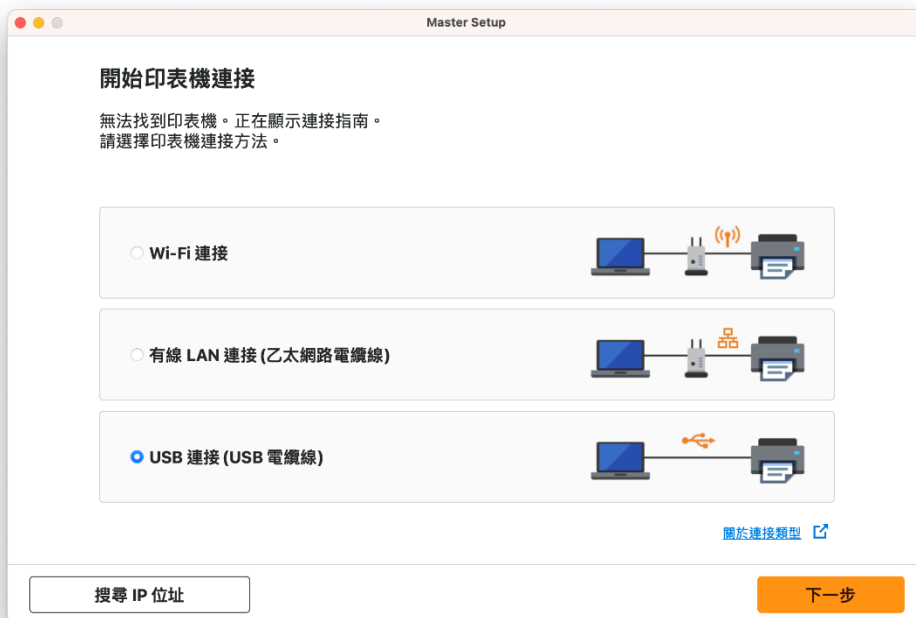 Master Setup
開始印表機連接
無法找到印表機。正在顯示連接指南。
請選擇印表機連接方法。
Wi-Fi 連接
有線 LAN 連接 (乙太網路電纜線)
USB 連接 (USB 電纜線)
關於連接類型
搜尋 IP 位址
下一步